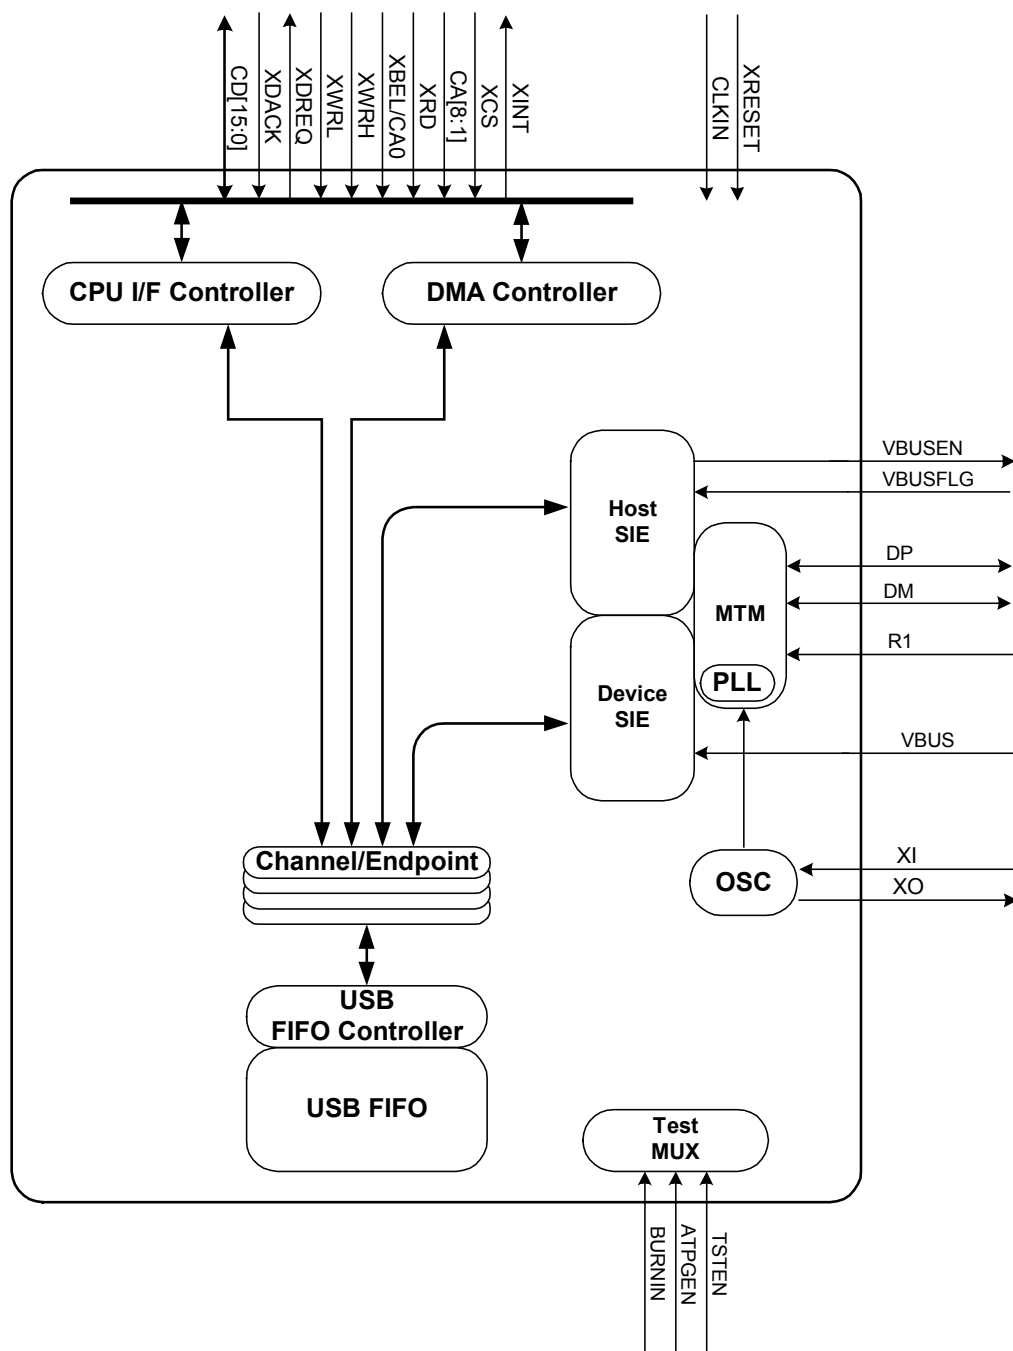 CD[15:0]
XDACK
XDREQ
XWRL
XWRH
XBEL/CA0
XRD
CA[8:1]
XCS
XINT
CLKIN
XRESET
CPU I/F Controller
DMA Controller
VBUSEN
VBUSFLG
Host
SIE
DP
DM
MTM
R1
PLL
Device
SIE
VBUS
Channel/Endpoint
OSC
XI
XO
USB
FIFO Controller
USB FIFO
Test
MUX
BURNIN
ATPGEN
TSTEN